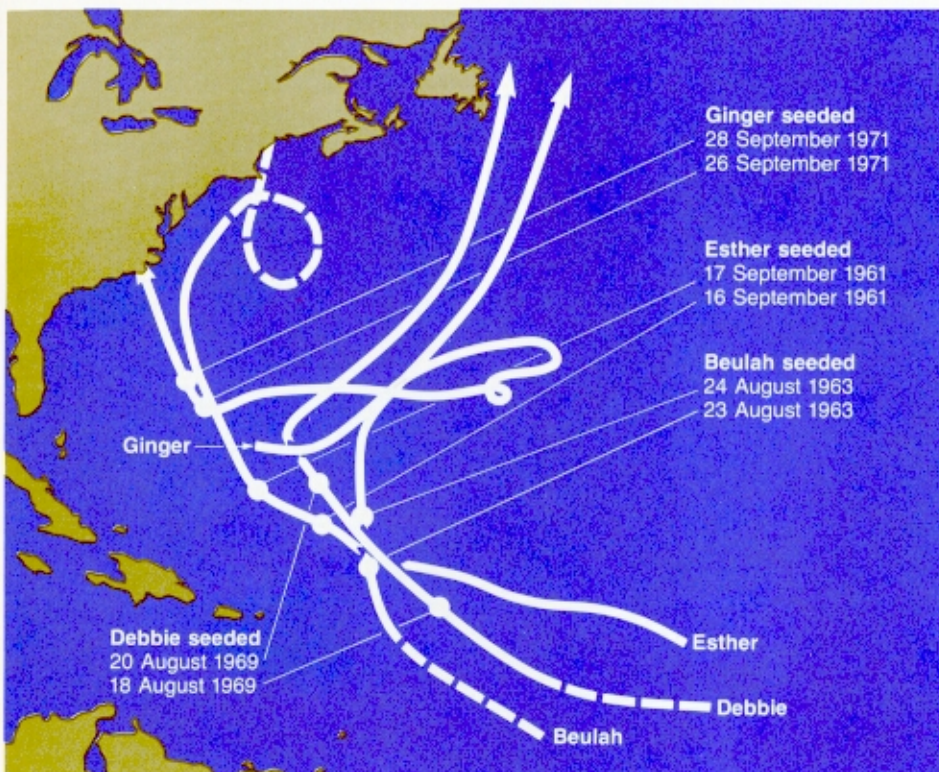 Ginger seeded
28 September 1971
26 September 1971
Esther seeded
17 September 1961
16 September 1961
Beulah seeded
24 August 1963
23 August 1963
Ginger
Debbie seeded
20 August 1969
18 August 1969
Esther
Debbie
Beulah